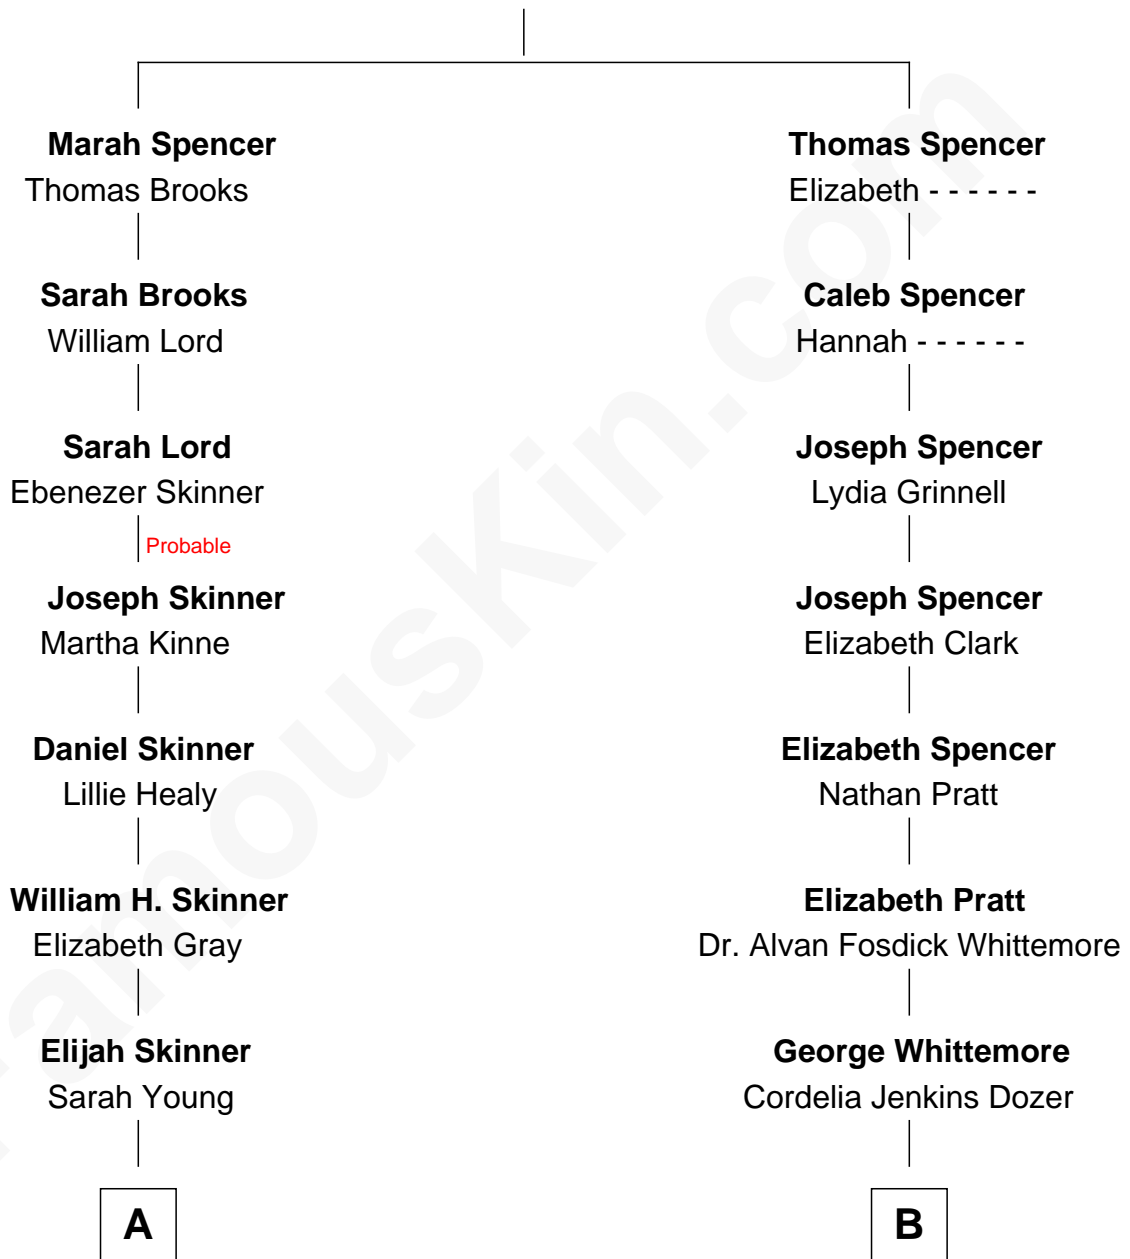 Marah Spencer
Thomas Brooks
Thomas Spencer
Elizabeth - - - - - -
Sarah Brooks
William Lord
Caleb Spencer
Hannah - - - - - -
Sarah Lord
Ebenezer Skinner
Joseph Spencer
Lydia Grinnell
Probable
Joseph Skinner
Martha Kinne
Joseph Spencer
Elizabeth Clark
Daniel Skinner
Lillie Healy
Elizabeth Spencer
Nathan Pratt
William H. Skinner
Elizabeth Gray
Elizabeth Pratt
Dr. Alvan Fosdick Whittemore
Elijah Skinner
Sarah Young
George Whittemore
Cordelia Jenkins Dozer
A
B
FamousKin.com